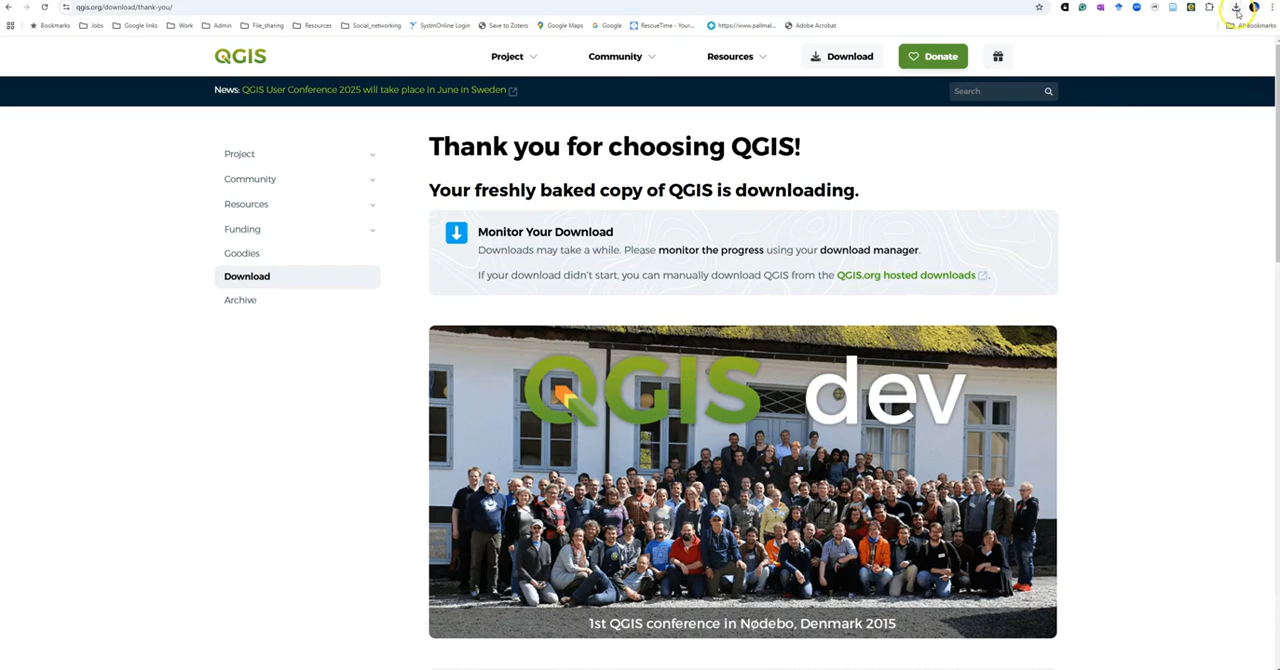 qgis.org/download/thank-you/
Bookmarks Jobs Google links Work Admin File_sharing Resources Social_networking SystmOnline Login Save to Zotero Google Maps Google RescueTime - Your... https://www.pallmal... Adobe Acrobat All Bookmarks
QGIS
Project Community Resources Download Donate
News: QGIS User Conference 2025 will take place in June in Sweden
Search
Project
Community
Resources
Funding
Goodies
Download
Archive
Thank you for choosing QGIS!
Your freshly baked copy of QGIS is downloading.
Monitor Your Download
Downloads may take a while. Please monitor the progress using your download manager.
If your download didn't start, you can manually download QGIS from the QGIS.org hosted downloads.
QGIS dev
1st QGIS conference in Nødebo, Denmark 2015